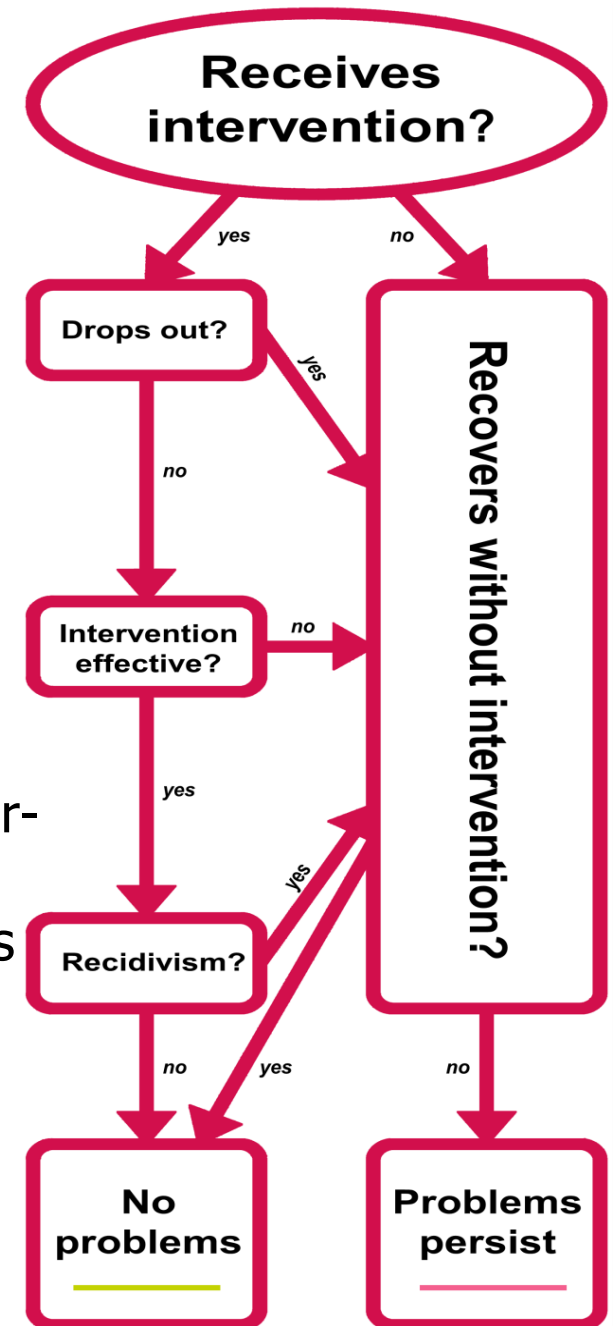 Receives
intervention?
yes
no
Drops out?
yes
no
Recovers without intervention?
Intervention
effective?
no
yes
r-
yes
s
Recidivism?
no
yes
no
No
problems
Problems
persist